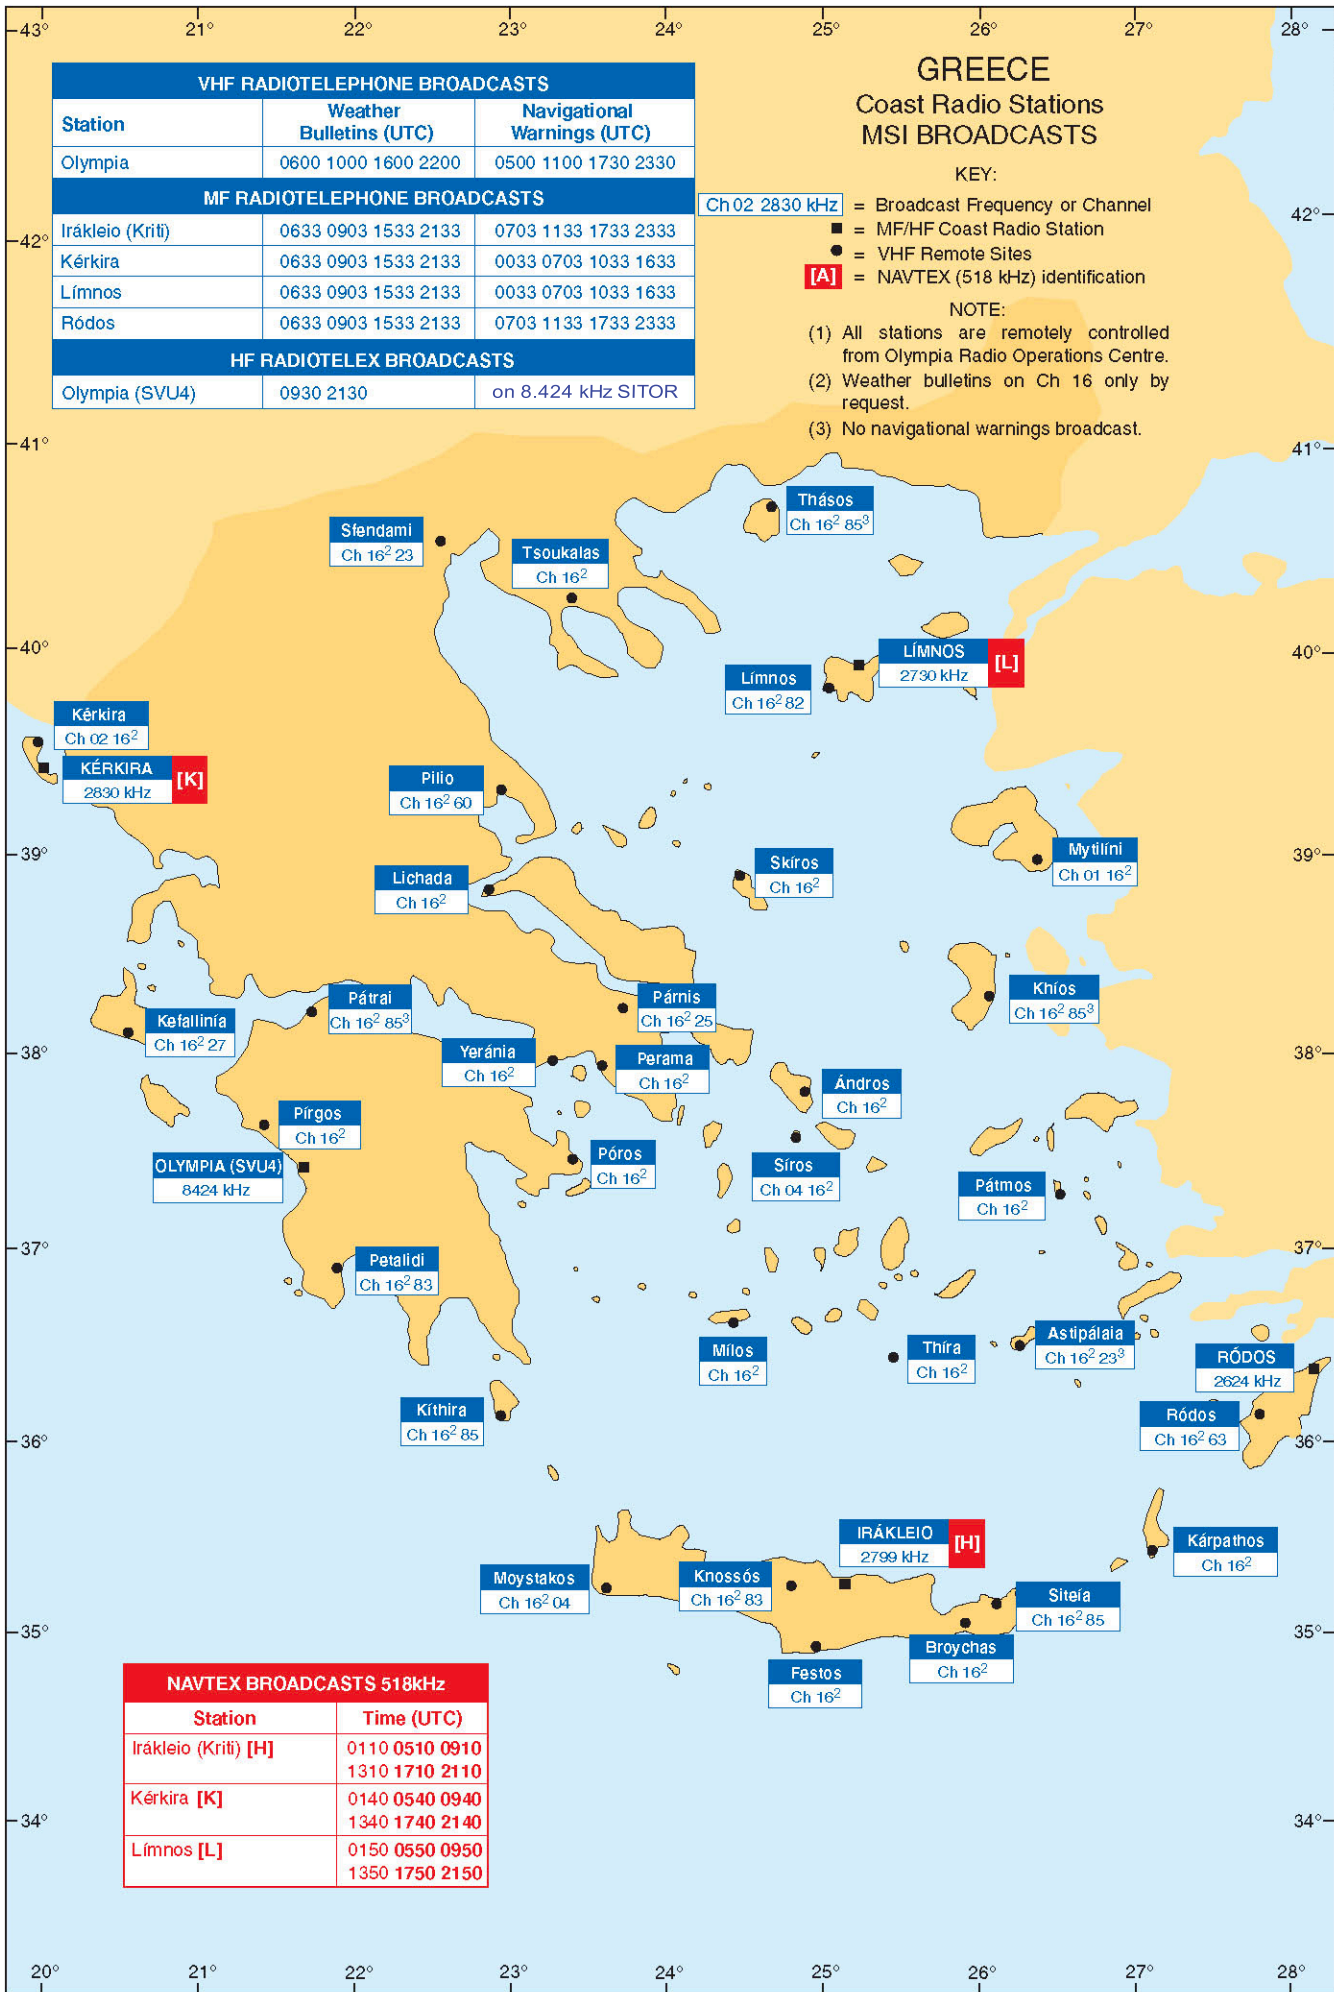 43° 21° 22° 23° 24° 25° 26° 27° 28°
GREECE
Coast Radio Stations
MSI BROADCASTS
VHF RADIOTELEPHONE BROADCASTS
Station Weather Bulletins (UTC) Navigational Warnings (UTC)
Olympia 0600 1000 1600 2200 0500 1100 1730 2330
MF RADIOTELEPHONE BROADCASTS
Irákleio (Kriti) 0633 0903 1533 2133 0703 1133 1733 2333
Kérkira 0633 0903 1533 2133 0033 0703 1033 1633
Límnos 0633 0903 1533 2133 0033 0703 1033 1633
Ródos 0633 0903 1533 2133 0703 1133 1733 2333
HF RADIOTELEX BROADCASTS
Olympia (SVU4) 0930 2130 on 8.424 kHz SITOR
KEY:
Ch 02 2830 kHz = Broadcast Frequency or Channel
= MF/HF Coast Radio Station
= VHF Remote Sites
[A] = NAVTEX (518 kHz) identification
NOTE:
(1) All stations are remotely controlled
from Olympia Radio Operations Centre.
(2) Weather bulletins on Ch 16 only by
request.
(3) No navigational warnings broadcast.
42° 42°
41° 41°
Thásos
Ch 16² 85³
Sfendami
Ch 16² 23
Tsoukalas
Ch 16²
40° 40°
LÍMNOS [L]
2730 kHz
Límnos
Ch 16² 82
Kérkira
Ch 02 16²
KÉRKIRA [K]
2830 kHz
Pilio
Ch 16² 60
39° 39°
Mytilíni
Ch 01 16²
Skíros
Ch 16²
Lichada
Ch 16²
Khíos
Ch 16² 85³
Pátrai
Ch 16² 85³
Párnis
Ch 16² 25
Kefallinía
Ch 16² 27
38° 38°
Yeránia
Ch 16²
Perama
Ch 16²
Ándros
Ch 16²
Pírgos
Ch 16²
OLYMPIA (SVU4)
8424 kHz
Póros
Ch 16²
Síros
Ch 04 16²
Pátmos
Ch 16²
37° 37°
Petalidi
Ch 16² 83
Mílos
Ch 16²
Thíra
Ch 16²
Astipálaia
Ch 16² 23³
RÓDOS
2624 kHz
Kíthira
Ch 16² 85
Ródos
Ch 16² 63
36° 36°
IRÁKLEIO [H]
2799 kHz
Kárpathos
Ch 16²
Moystakos
Ch 16² 04
Knossós
Ch 16² 83
Siteía
Ch 16² 85
35° 35°
Broychas
Ch 16²
Festos
Ch 16²
NAVTEX BROADCASTS 518kHz
Station Time (UTC)
Irákleio (Kriti) [H] 0110 0510 0910
1310 1710 2110
Kérkira [K] 0140 0540 0940
1340 1740 2140
Límnos [L] 0150 0550 0950
1350 1750 2150
34° 34°
20° 21° 22° 23° 24° 25° 26° 27° 28°